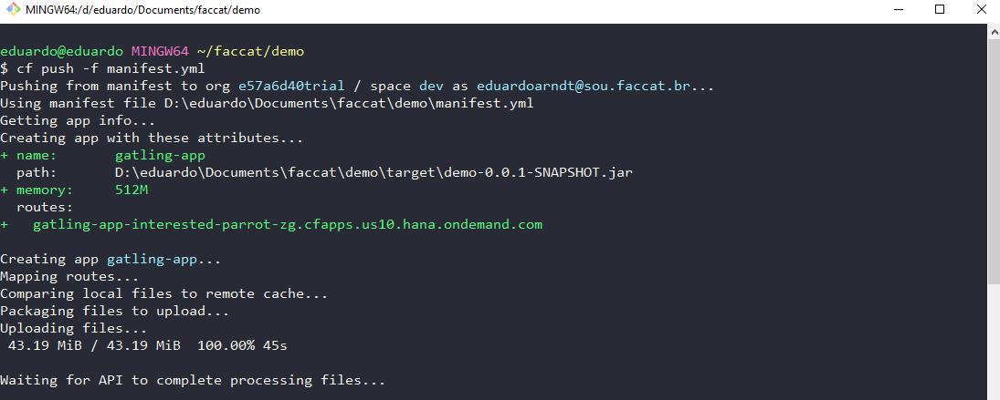 MINGW64:/d/eduardo/Documents/faccat/demo
eduardo@eduardo MINGW64 ~/faccat/demo
$ cf push -f manifest.yml
Pushing from manifest to org e57a6d40trial / space dev as eduardoarndt@sou.faccat.br...
Using manifest file D:\eduardo\Documents\faccat\demo\manifest.yml
Getting app info...
Creating app with these attributes...
+ name:       gatling-app
  path:       D:\eduardo\Documents\faccat\demo\target\demo-0.0.1-SNAPSHOT.jar
+ memory:     512M
  routes:
+   gatling-app-interested-parrot-zg.cfapps.us10.hana.ondemand.com
Creating app gatling-app...
Mapping routes...
Comparing local files to remote cache...
Packaging files to upload...
Uploading files...
 43.19 MiB / 43.19 MiB  100.00% 45s
Waiting for API to complete processing files...